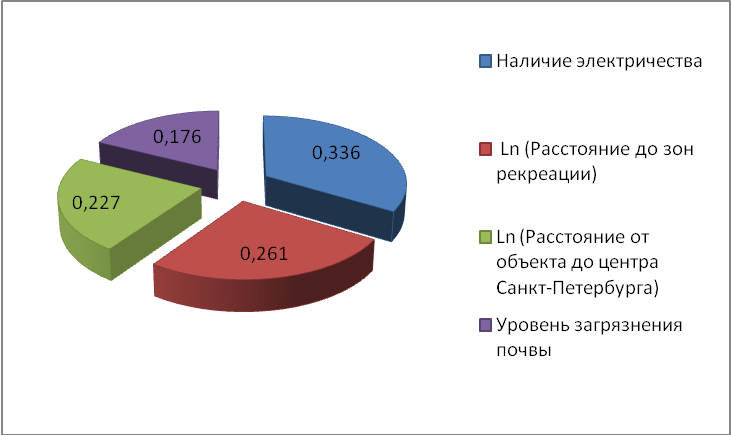 0,336
0,261
0,227
0,176
Наличие электричества
Ln (Расстояние до зон
рекреации)
Ln (Расстояние от
объекта до центра
Санкт-Петербурга)
Уровень загрязнения
почвы